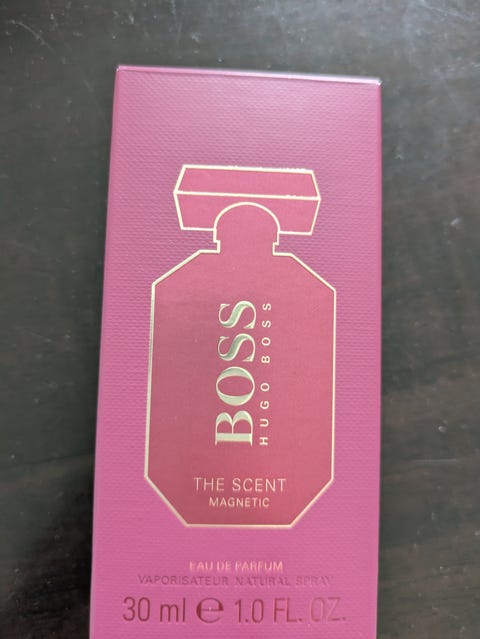 BOSS
HUGO BOSS
THE SCENT
MAGNETIC
EAU DE PARFUM
VAPORISATEUR NATURAL SPRAY
30 ml ℮ 1.0 FL. OZ.